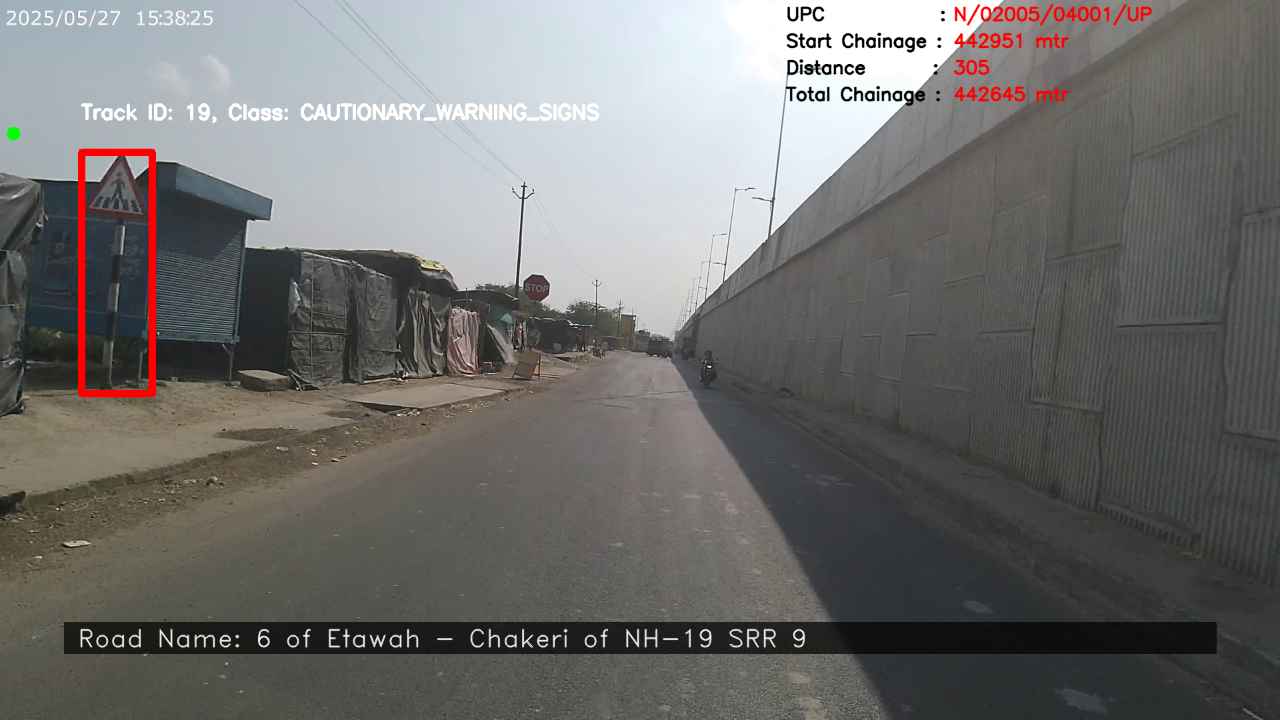 2025/05/27 15:38:25
UPC : N/02005/04001/UP
Start Chainage : 442951 mtr
Distance : 305
Total Chainage : 442645 mtr
Track ID: 19, Class: CAUTIONARY_WARNING_SIGNS
STOP
Road Name: 6 of Etawah - Chakeri of NH-19 SRR 9